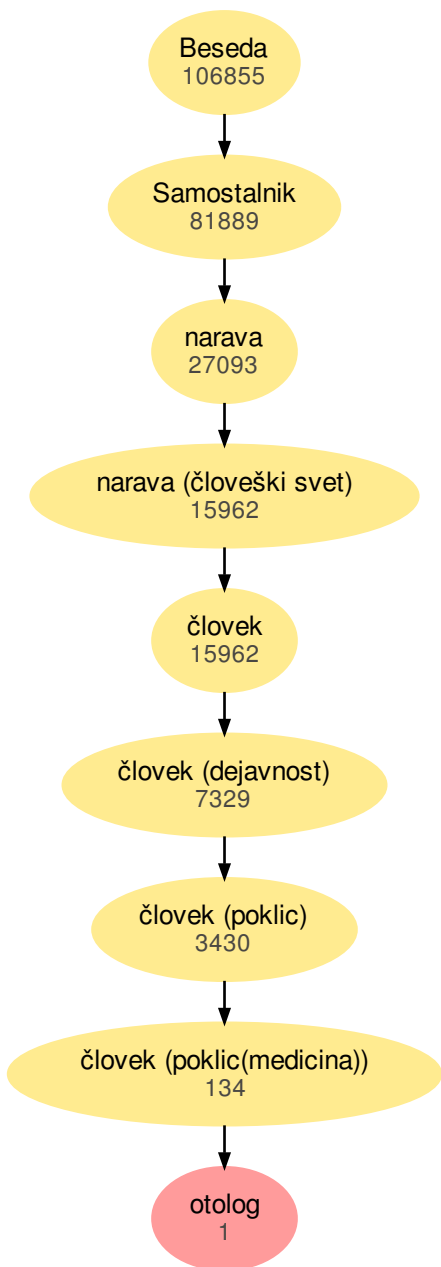 Beseda
106855
Samostalnik
81889
narava
27093
narava (človeški svet)
15962
človek
15962
človek (dejavnost)
7329
človek (poklic)
3430
človek (poklic(medicina))
134
otolog
1